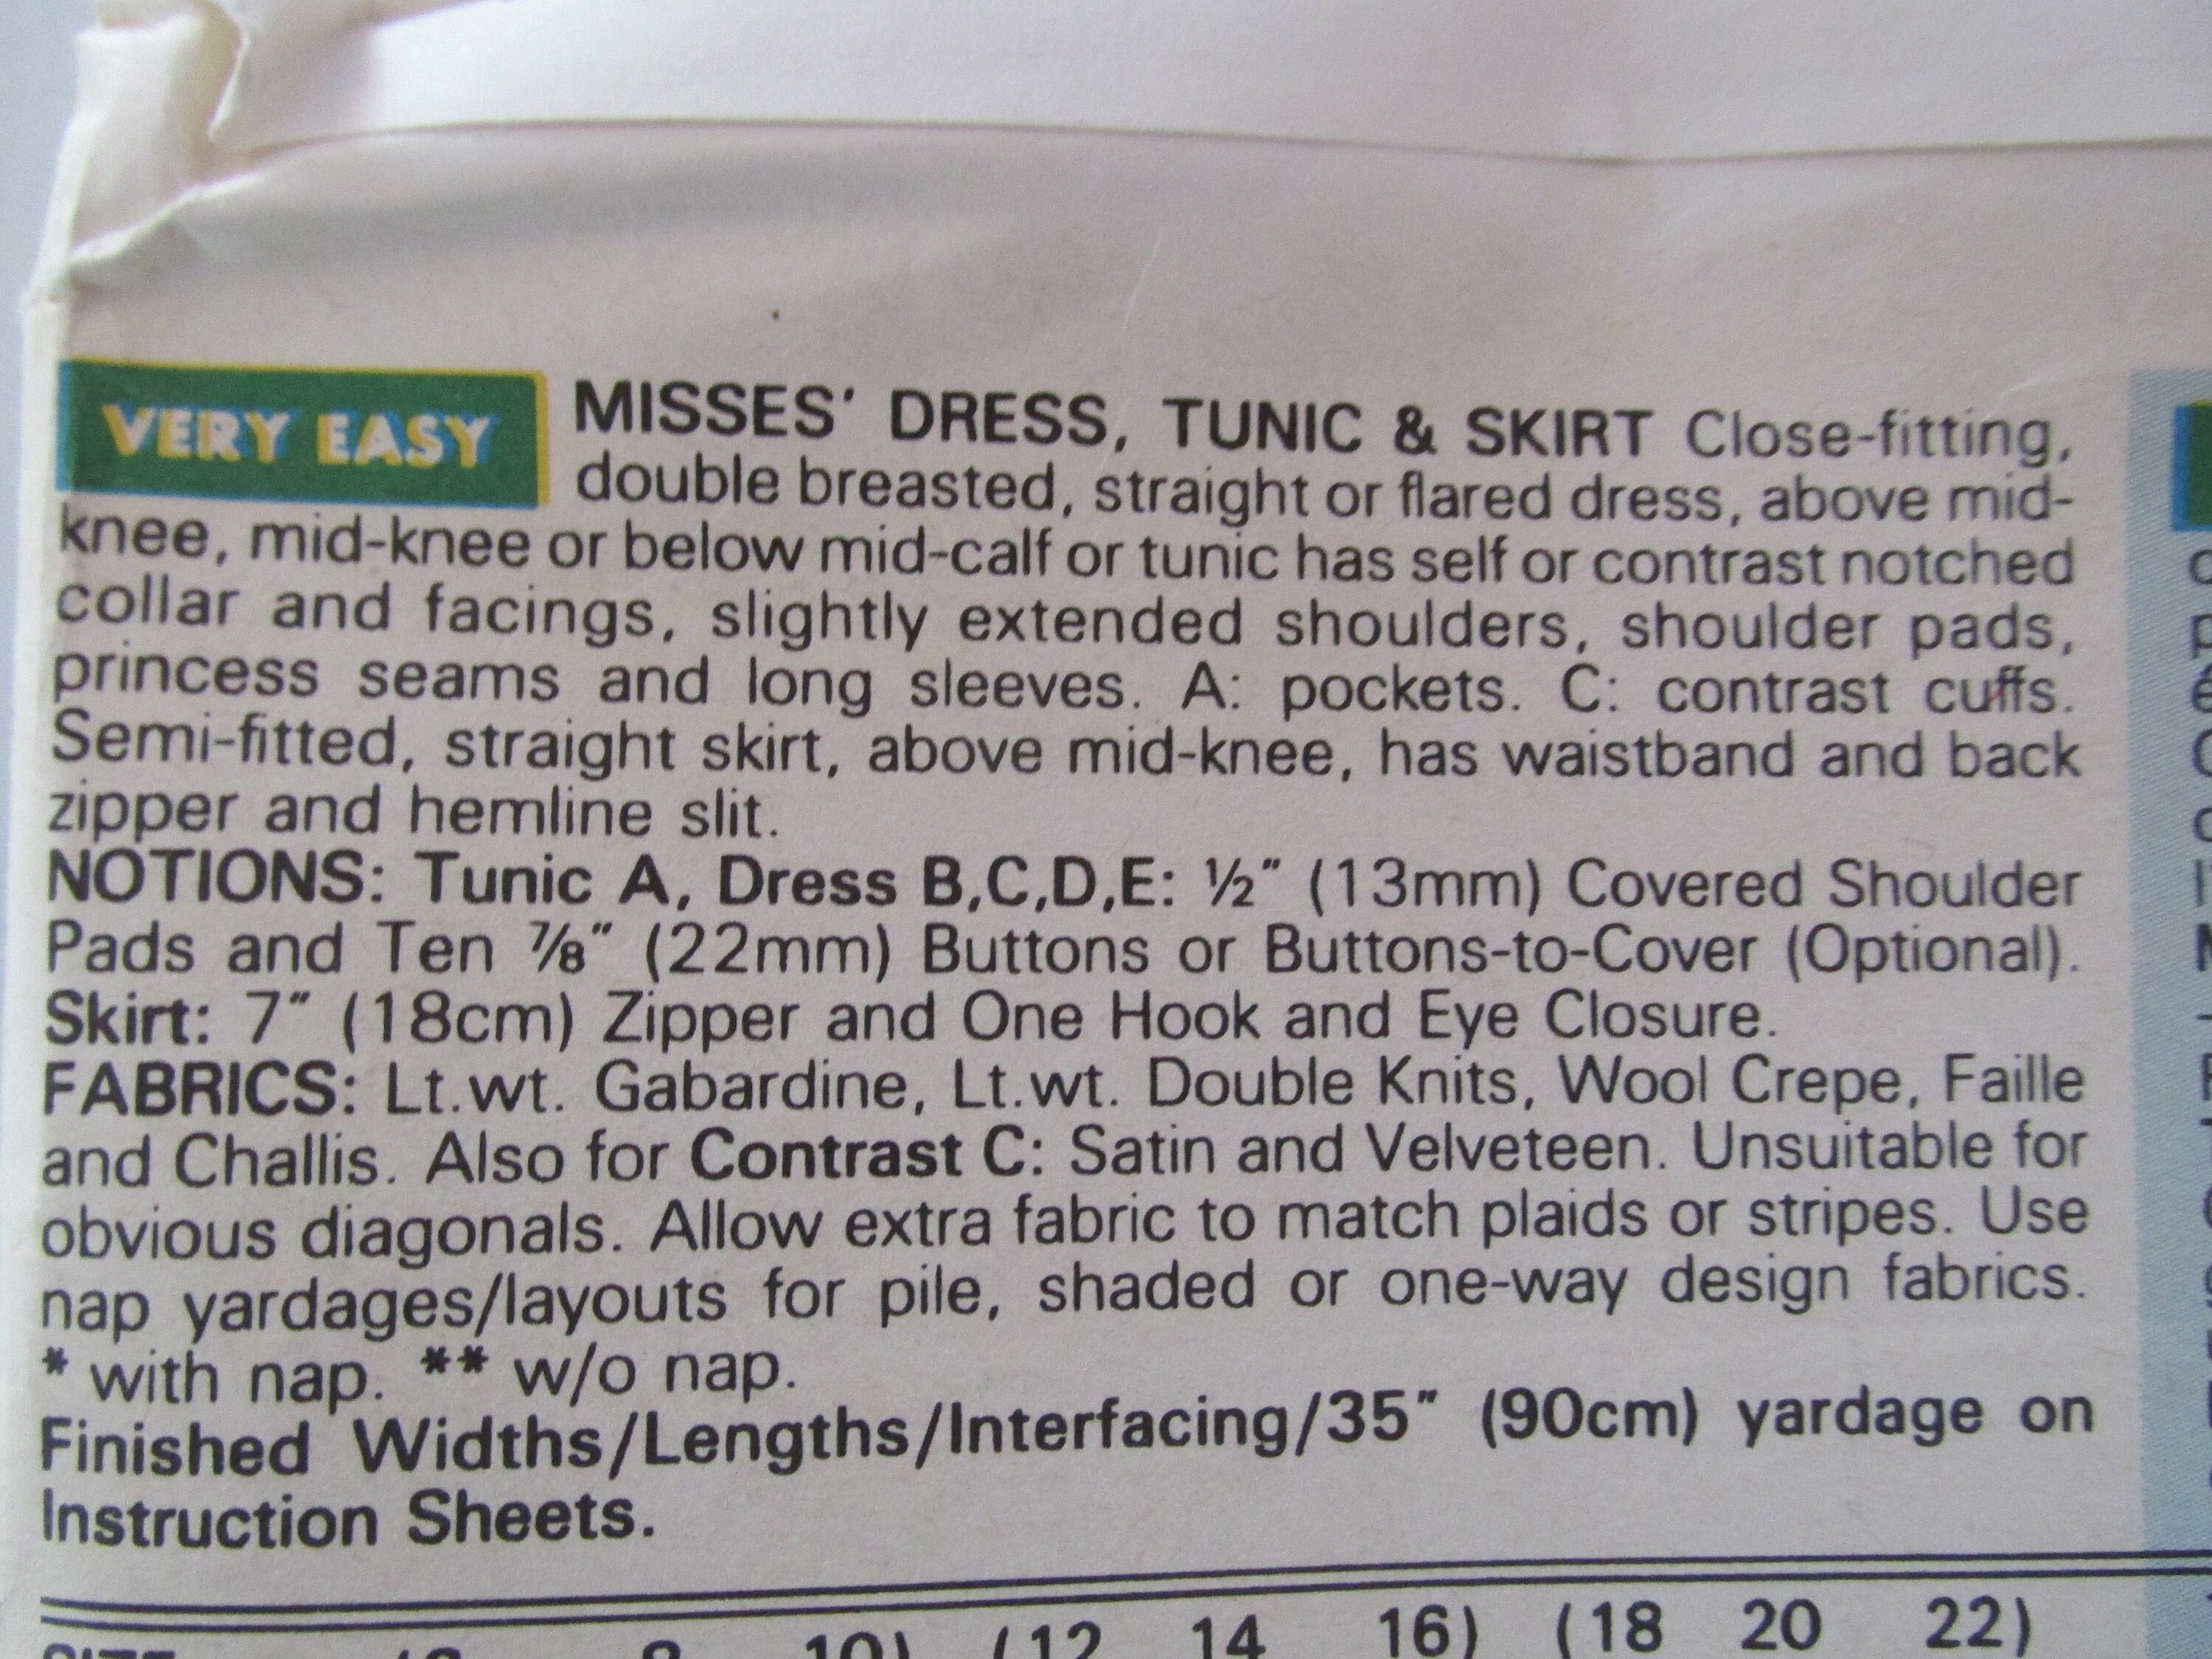 VERY EASY
MISSES' DRESS, TUNIC & SKIRT Close-fitting,
double breasted, straight or flared dress, above mid-
knee, mid-knee or below mid-calf or tunic has self or contrast notched
collar and facings, slightly extended shoulders, shoulder pads,
princess seams and long sleeves. A: pockets. C: contrast cuffs.
Semi-fitted, straight skirt, above mid-knee, has waistband and back
zipper and hemline slit.
NOTIONS: Tunic A, Dress B,C,D,E: ½" (13mm) Covered Shoulder
Pads and Ten ⅞" (22mm) Buttons or Buttons-to-Cover (Optional).
Skirt: 7" (18cm) Zipper and One Hook and Eye Closure.
FABRICS: Lt.wt. Gabardine, Lt.wt. Double Knits, Wool Crepe, Faille
and Challis. Also for Contrast C: Satin and Velveteen. Unsuitable for
obvious diagonals. Allow extra fabric to match plaids or stripes. Use
nap yardages/layouts for pile, shaded or one-way design fabrics.
* with nap. ** w/o nap.
Finished Widths/Lengths/Interfacing/35" (90cm) yardage on
Instruction Sheets.
SIZE (6 8 10) (12 14 16) (18 20 22)